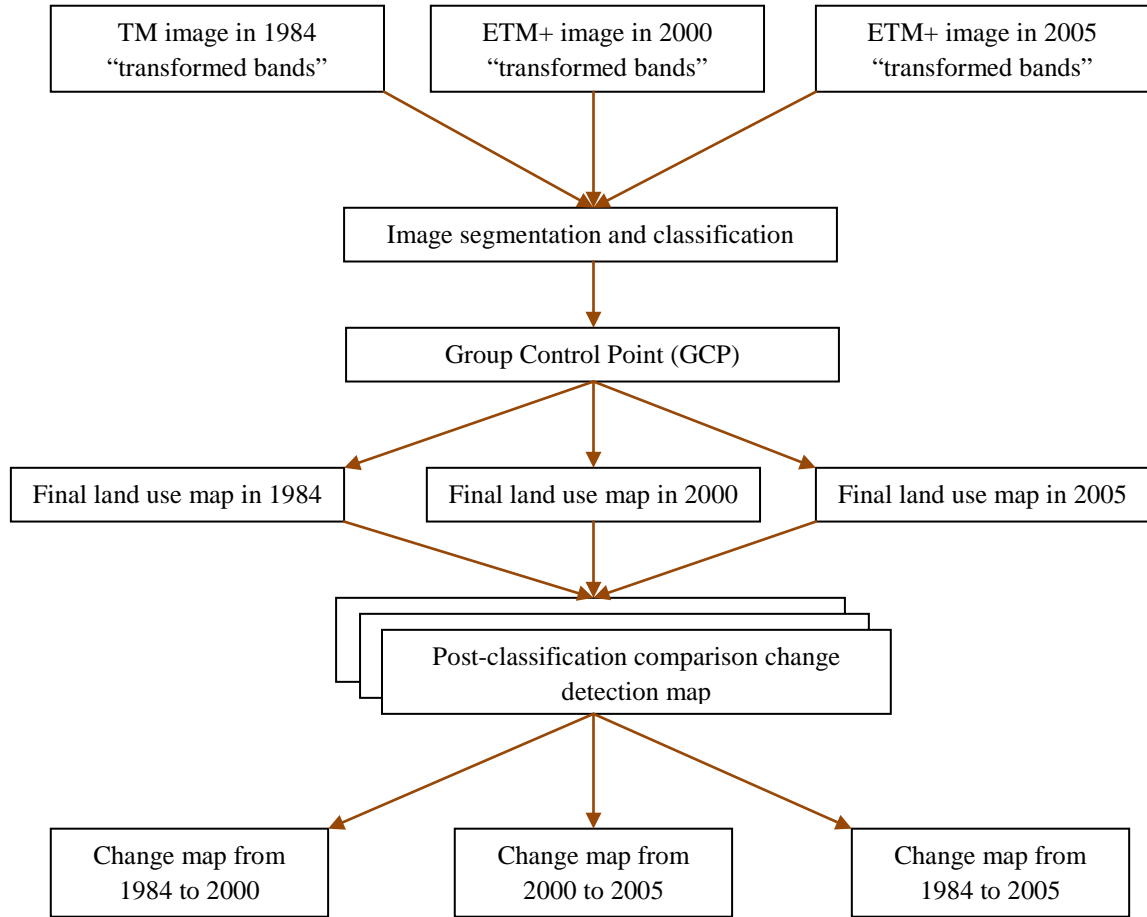 TM image in 1984
“transformed bands”
ETM+ image in 2000
“transformed bands”
ETM+ image in 2005
“transformed bands”
Image segmentation and classification
Group Control Point (GCP)
Final land use map in 1984
Final land use map in 2000
Final land use map in 2005
Post-classification comparison change
detection map
Change map from
1984 to 2000
Change map from
2000 to 2005
Change map from
1984 to 2005